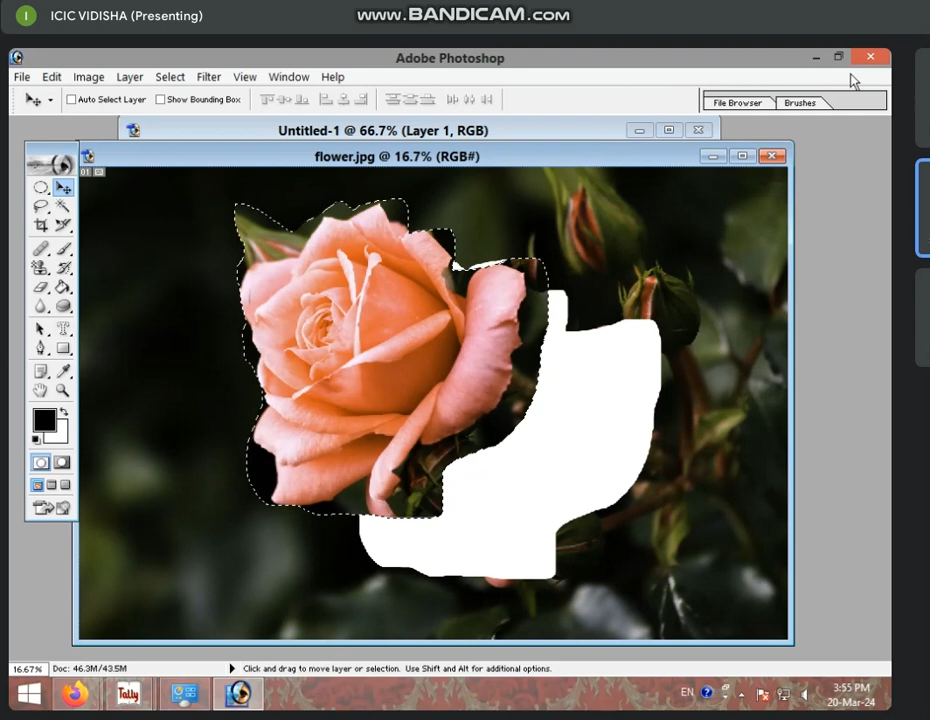 I ICIC VIDISHA (Presenting)
www.BANDICAM.com
Adobe Photoshop
File Edit Image Layer Select Filter View Window Help
Auto Select Layer Show Bounding Box
File Browser Brushes
Untitled-1 @ 66.7% (Layer 1, RGB)
flower.jpg @ 16.7% (RGB#)
01
T
16.67% Doc: 46.3M/43.5M Click and drag to move layer or selection. Use Shift and Alt for additional options.
Tally
EN ? 3:55 PM
20-Mar-24